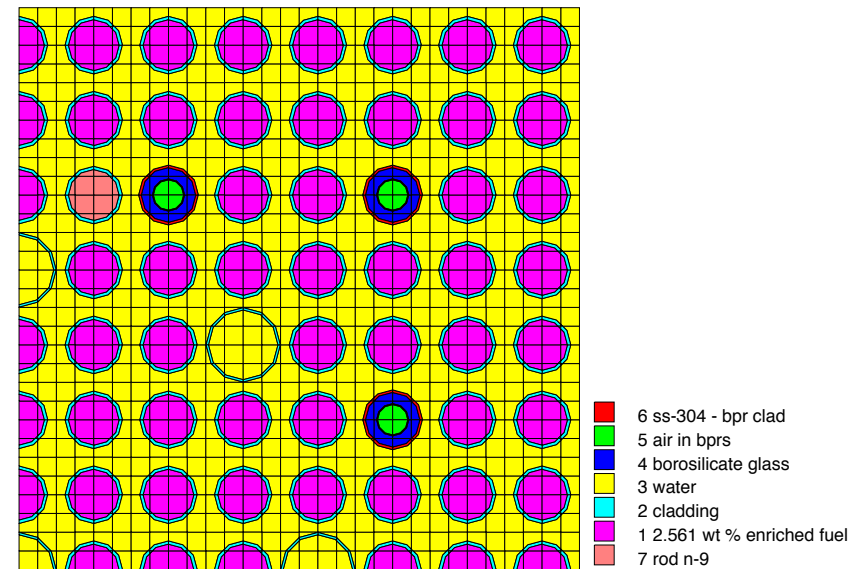 6 ss-304 - bpr clad
5 air in bprs
4 borosilicate glass
3 water
2 cladding
1 2.561 wt % enriched fuel
7 rod n-9